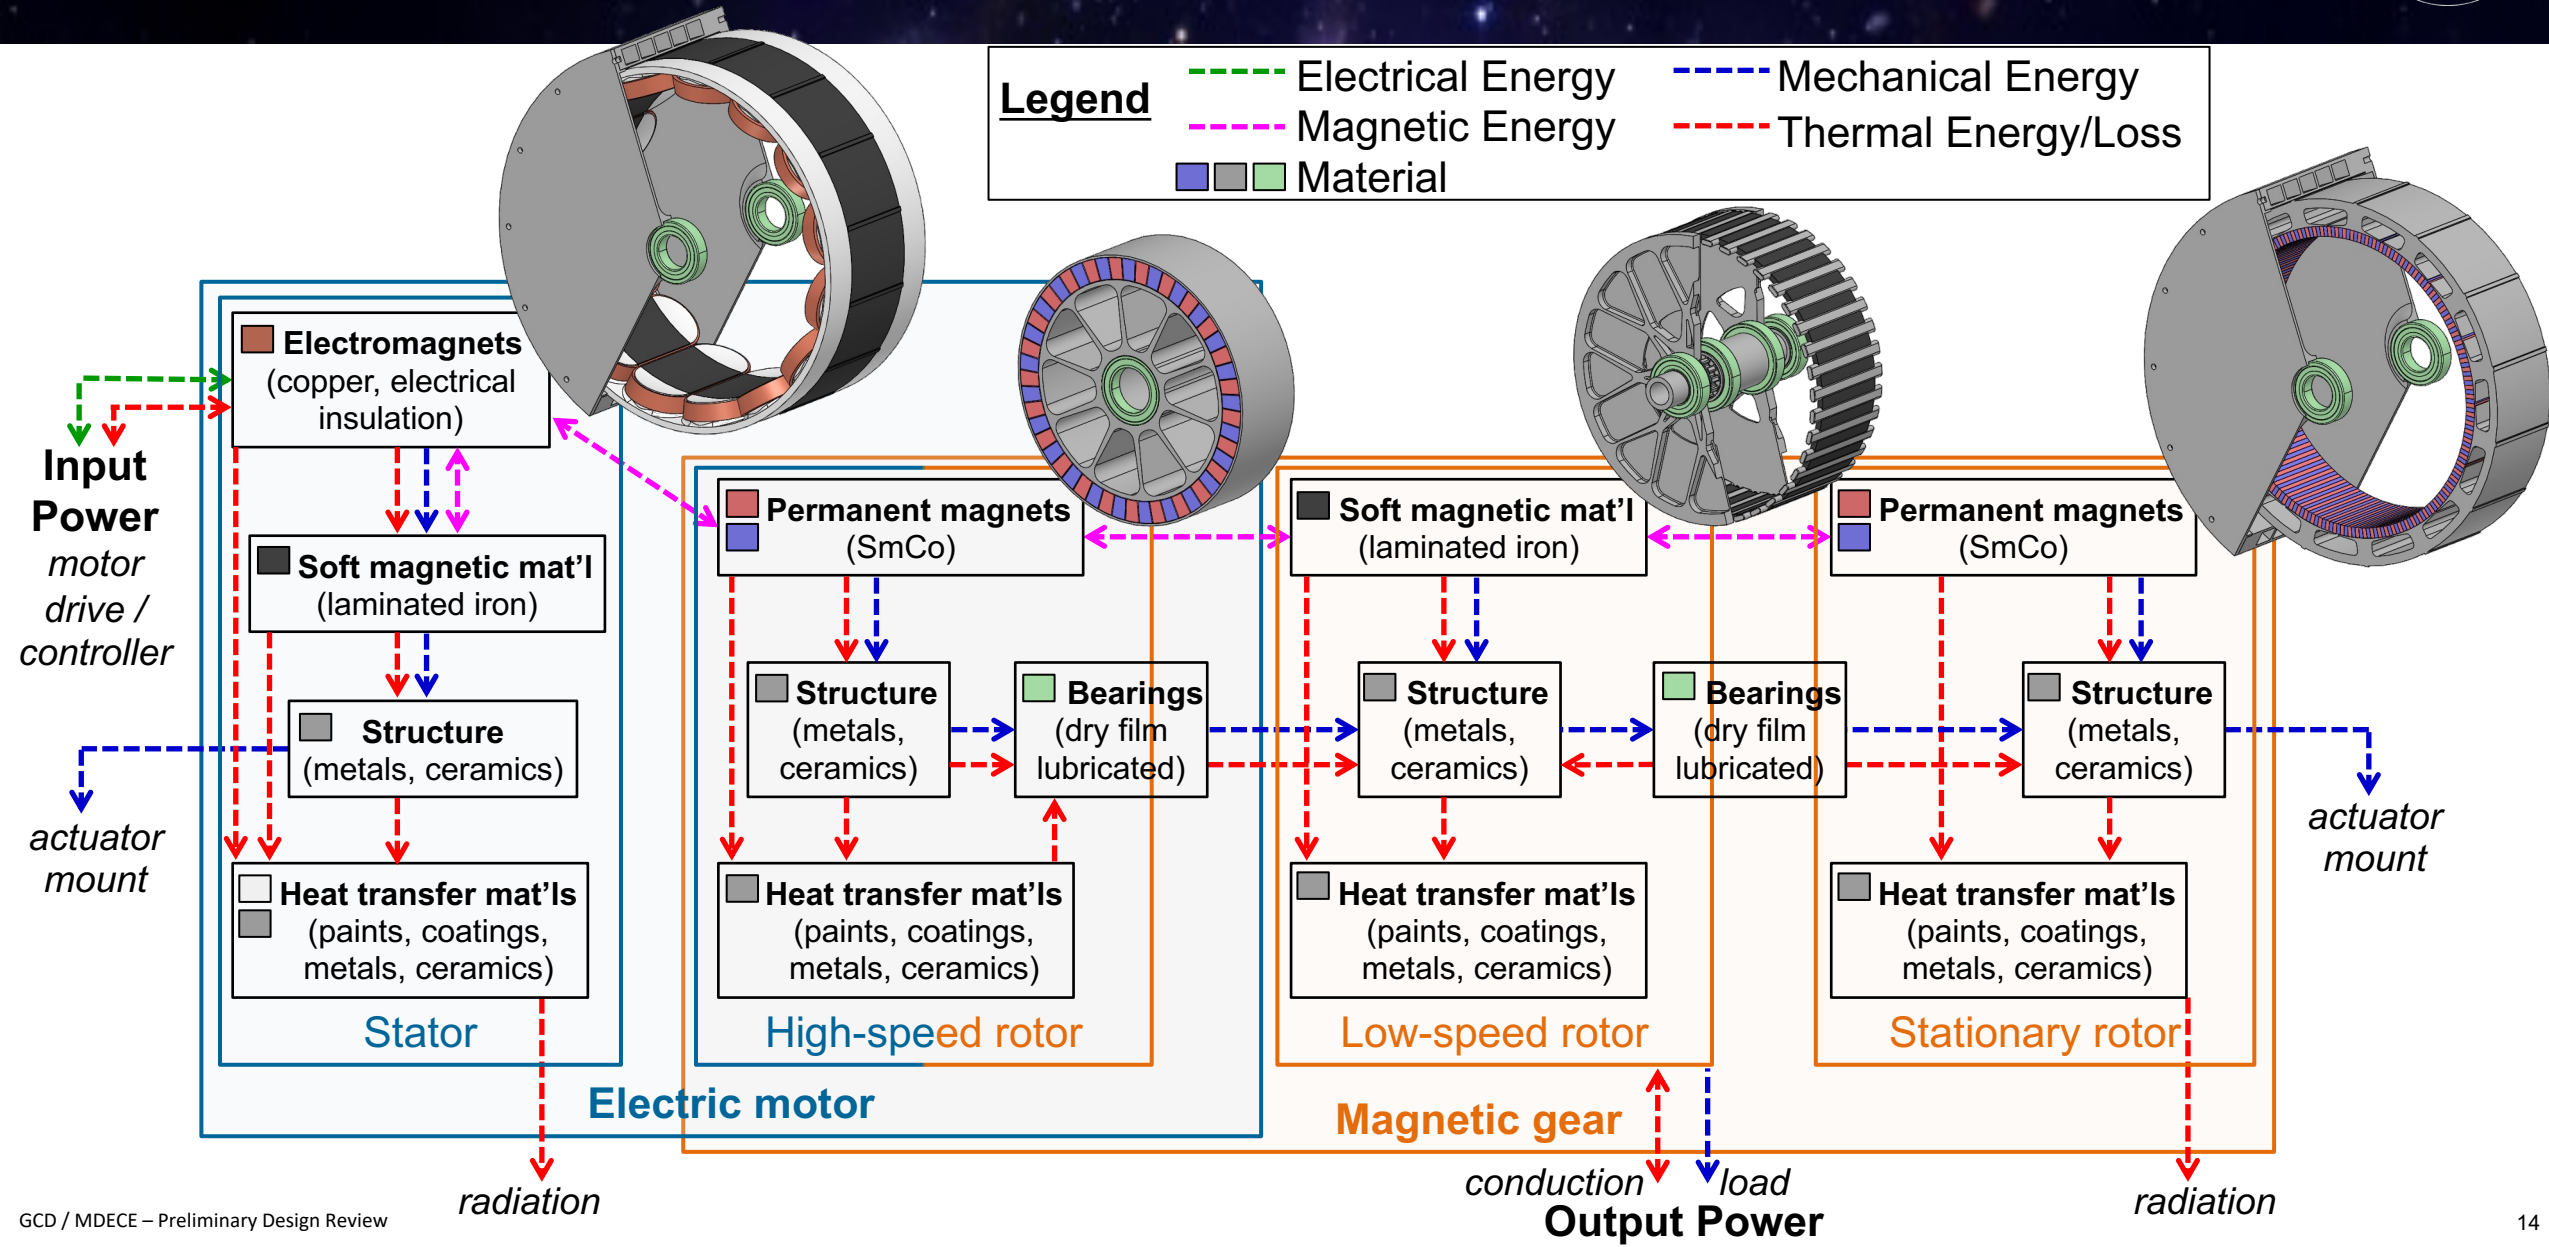 Legend
Electrical Energy
Mechanical Energy
Magnetic Energy
Thermal Energy/Loss
Material
Electromagnets
(copper, electrical
insulation)
Input
Power
motor
drive /
controller
Soft magnetic mat’l
(laminated iron)
Structure
(metals, ceramics)
actuator
mount
Heat transfer mat’ls
(paints, coatings,
metals, ceramics)
Stator
radiation
Permanent magnets
(SmCo)
Structure
(metals,
ceramics)
Bearings
(dry film
lubricated)
Heat transfer mat’ls
(paints, coatings,
metals, ceramics)
High-speed rotor
Electric motor
Soft magnetic mat’l
(laminated iron)
Structure
(metals,
ceramics)
Bearings
(dry film
lubricated)
Heat transfer mat’ls
(paints, coatings,
metals, ceramics)
Low-speed rotor
Magnetic gear
Permanent magnets
(SmCo)
Structure
(metals,
ceramics)
Heat transfer mat’ls
(paints, coatings,
metals, ceramics)
Stationary rotor
actuator
mount
conduction
load
Output Power
radiation
GCD / MDECE – Preliminary Design Review
14